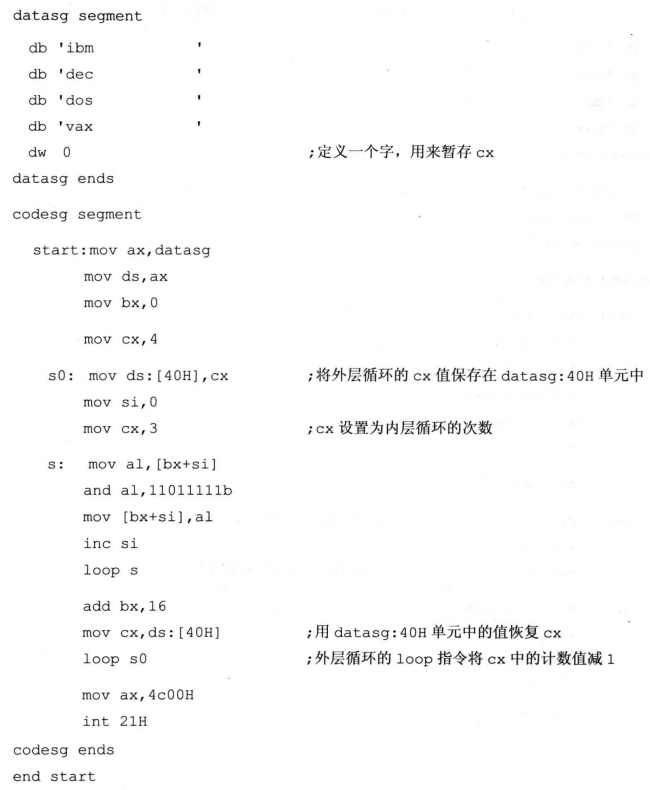 datasg segment
db 'ibm             '
db 'dec             '
db 'dos             '
db 'vax             '
dw 0 ;定义一个字，用来暂存 cx
datasg ends
codesg segment
start:mov ax,datasg
mov ds,ax
mov bx,0
mov cx,4
s0: mov ds:[40H],cx ;将外层循环的 cx 值保存在 datasg:40H 单元中
mov si,0
mov cx,3 ;cx 设置为内层循环的次数
s: mov al,[bx+si]
and al,11011111b
mov [bx+si],al
inc si
loop s
add bx,16
mov cx,ds:[40H] ;用 datasg:40H 单元中的值恢复 cx
loop s0 ;外层循环的 loop 指令将 cx 中的计数值减 1
mov ax,4c00H
int 21H
codesg ends
end start